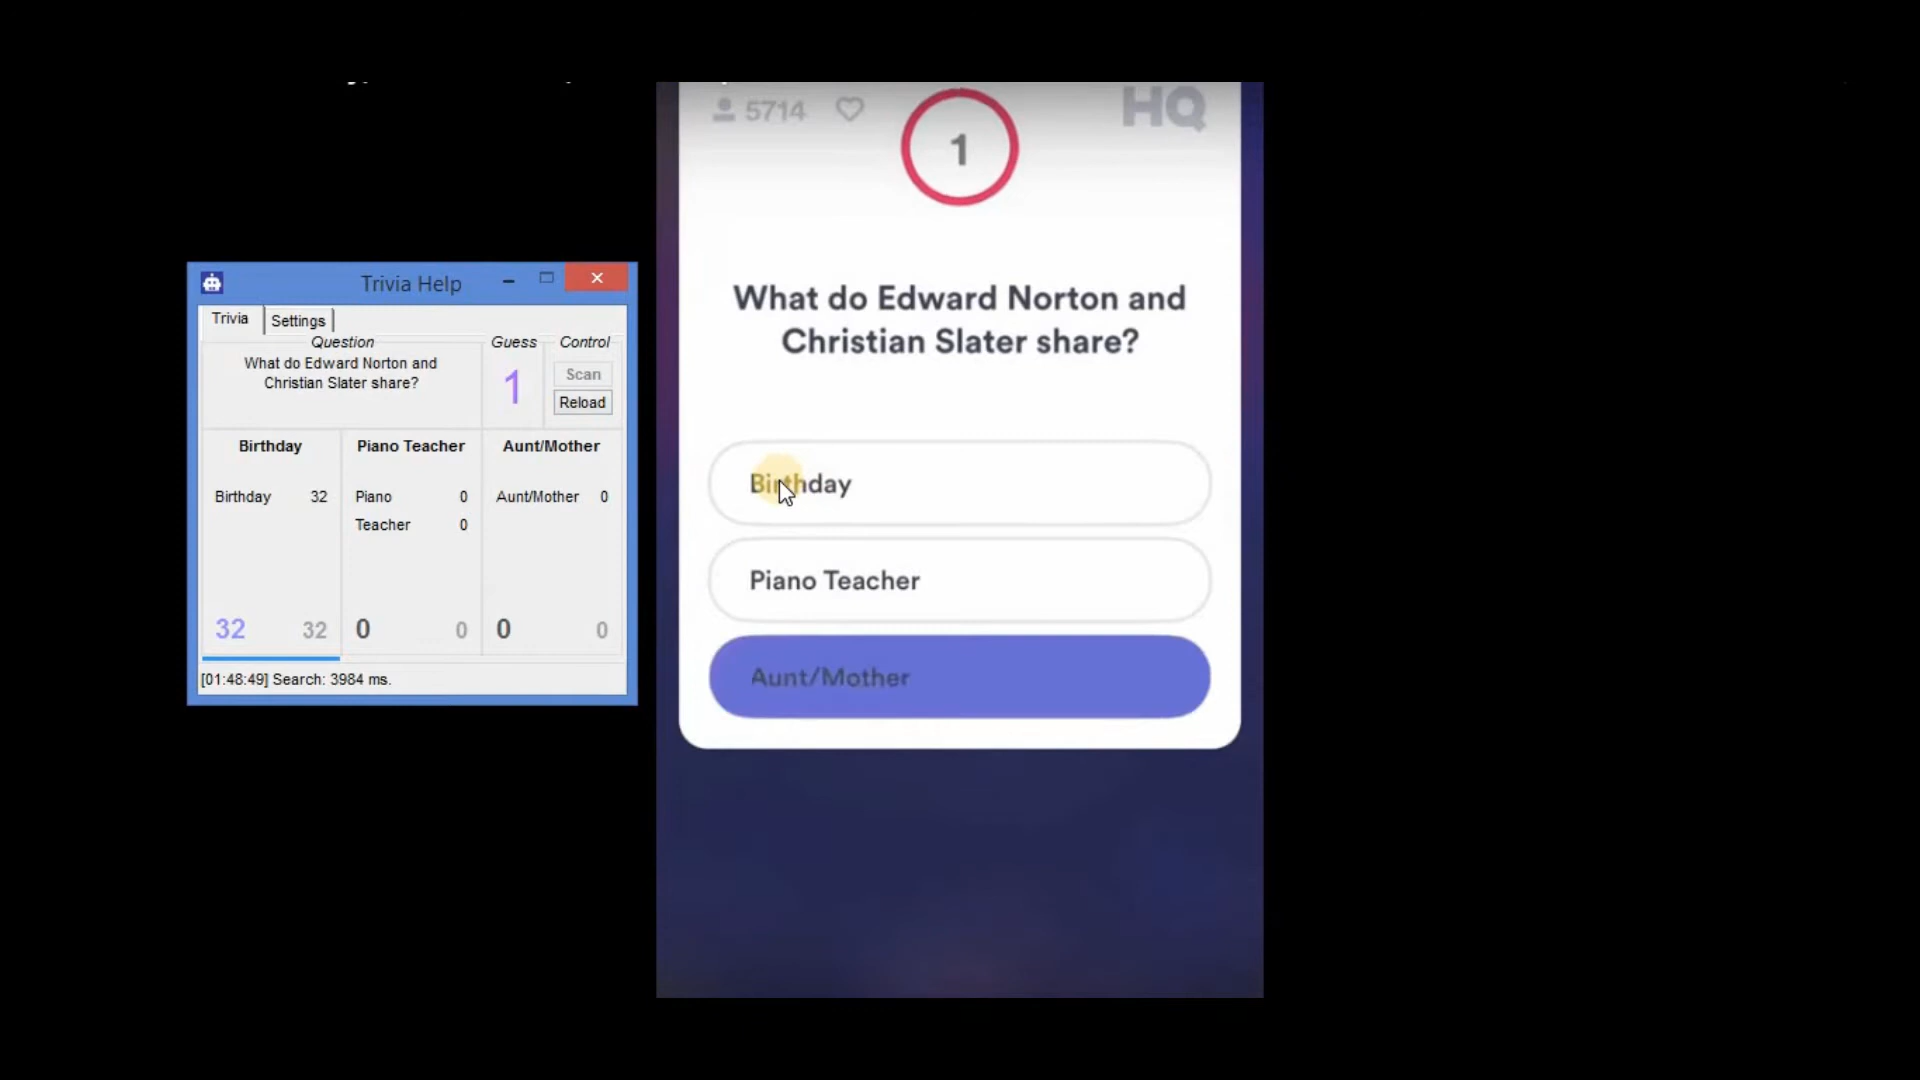 Trivia Help
Trivia
Settings
Question
Guess
Control
What do Edward Norton and
Christian Slater share?
1
Scan
Reload
Birthday
Piano Teacher
Aunt/Mother
Birthday 32
Piano 0
Aunt/Mother 0
Teacher 0
32 32
0 0
0 0
[01:48:49] Search: 3984 ms.
5714
1
HQ
What do Edward Norton and
Christian Slater share?
Birthday
Piano Teacher
Aunt/Mother